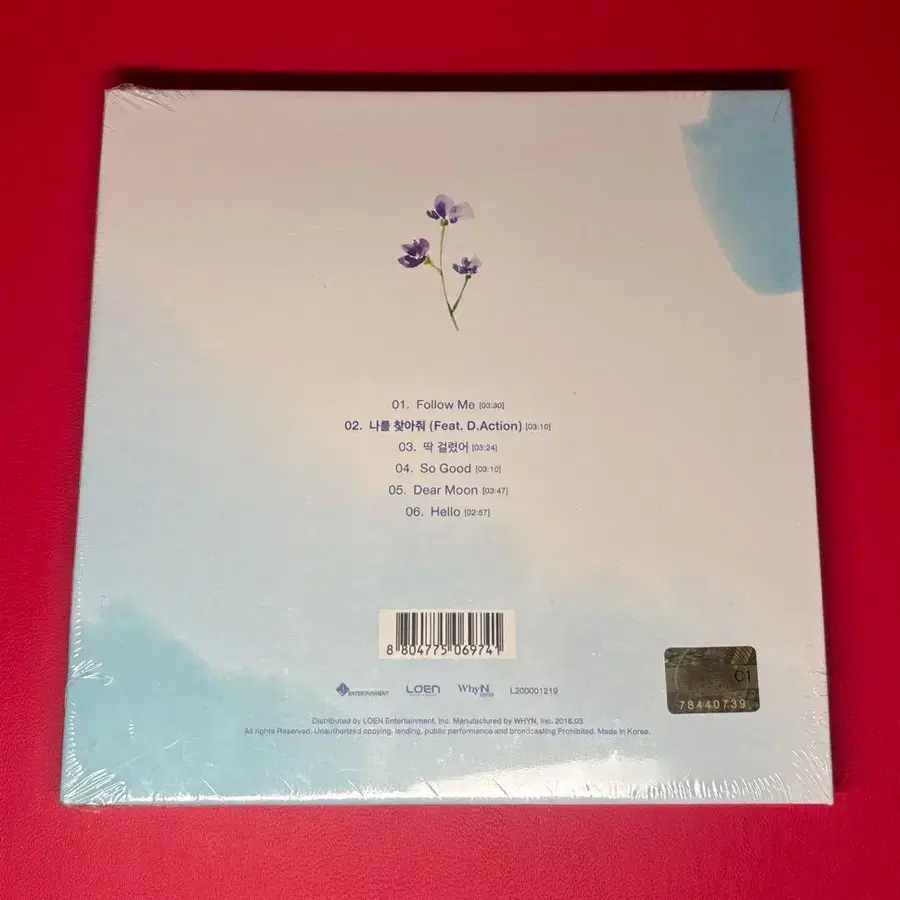 01. Follow Me [03:30]
02. 나를 찾아줘 (Feat. D.Action) [03:10]
03. 딱 걸렸어 [03:24]
04. So Good [03:10]
05. Dear Moon [03:47]
06. Hello [02:57]
8 804775 069741
ENTERTAINMENT LOEN WhyN L200001219
Distributed by LOEN Entertainment, Inc. Manufactured by WHYN, Inc. 2016.03
All rights Reserved. Unauthorized copying, lending, public performance and broadcasting Prohibited. Made In Korea.
C1
78440739